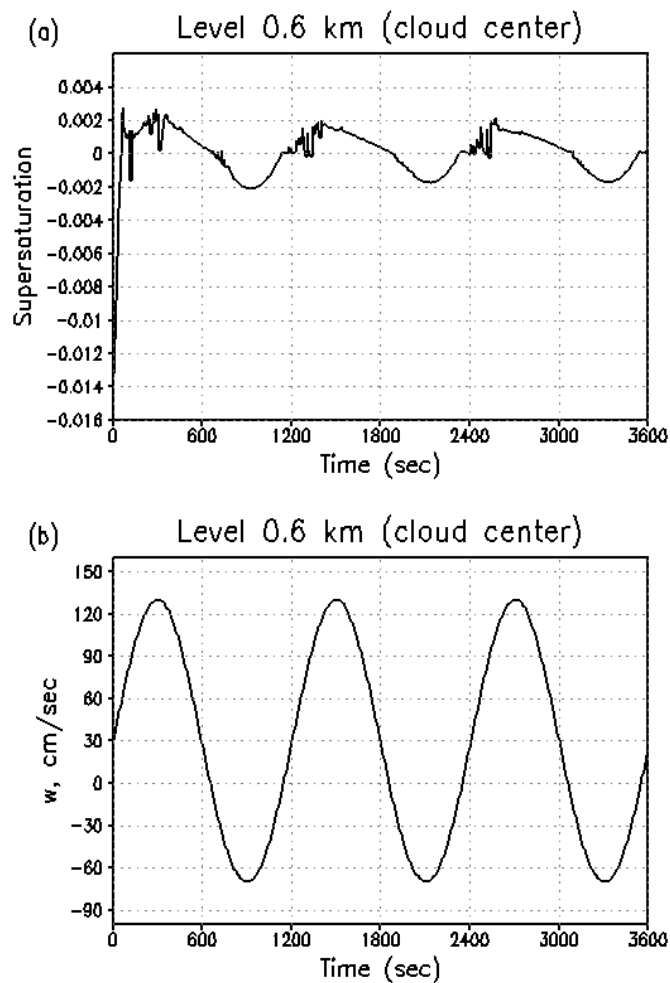 (a) Level 0.6 km (cloud center)
0.004
0.002
0
-0.002
-0.004
-0.006
-0.008
-0.01
-0.012
-0.014
-0.016
Supersaturation
0 600 1200 1800 2400 3000 3600
Time (sec)
(b) Level 0.6 km (cloud center)
150
120
90
60
30
0
-30
-60
-90
w, cm/sec
0 600 1200 1800 2400 3000 3600
Time (sec)